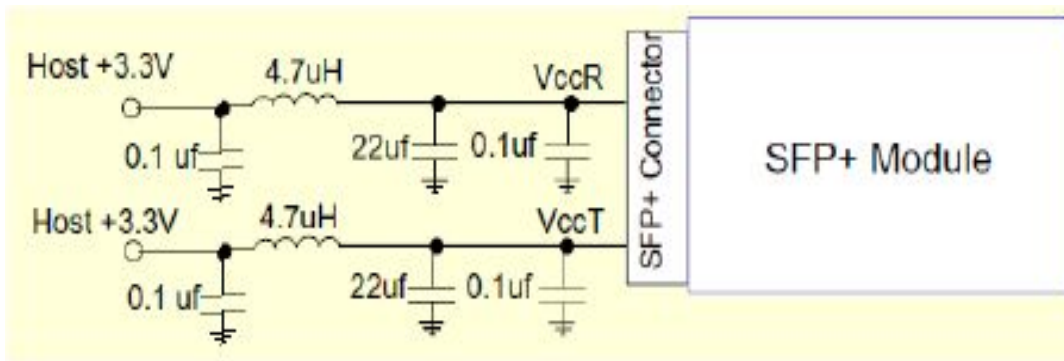 Host +3.3V
4.7uH
VccR
0.1 uf
22uf
0.1uf
Host +3.3V
4.7uH
VccT
0.1 uf
22uf
0.1uf
SFP+ Connector
SFP+ Module